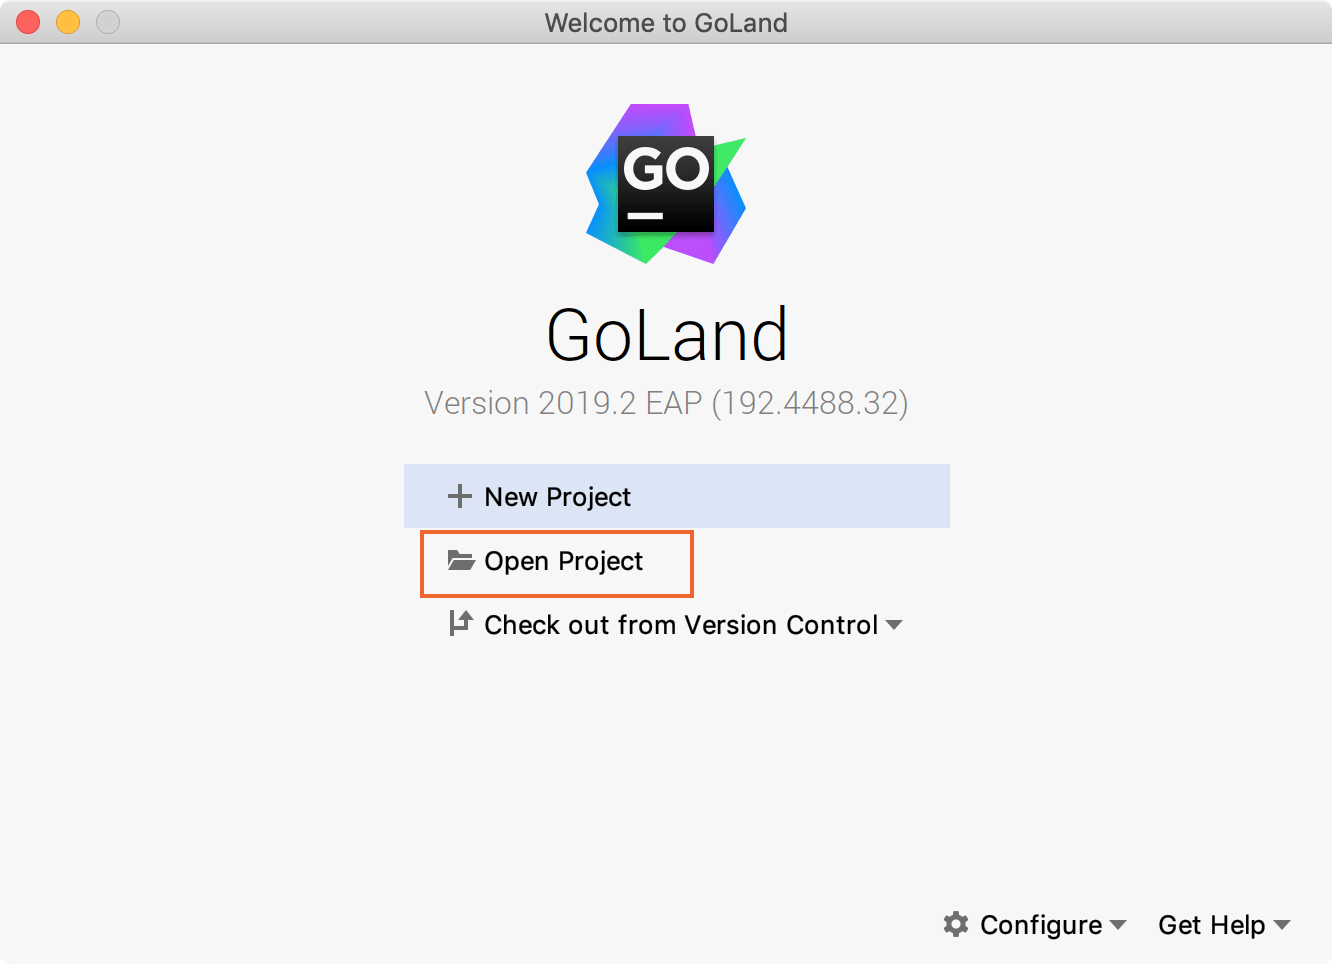 Welcome to GoLand
GO
GoLand
Version 2019.2 EAP (192.4488.32)
New Project
Open Project
Check out from Version Control
Configure
Get Help